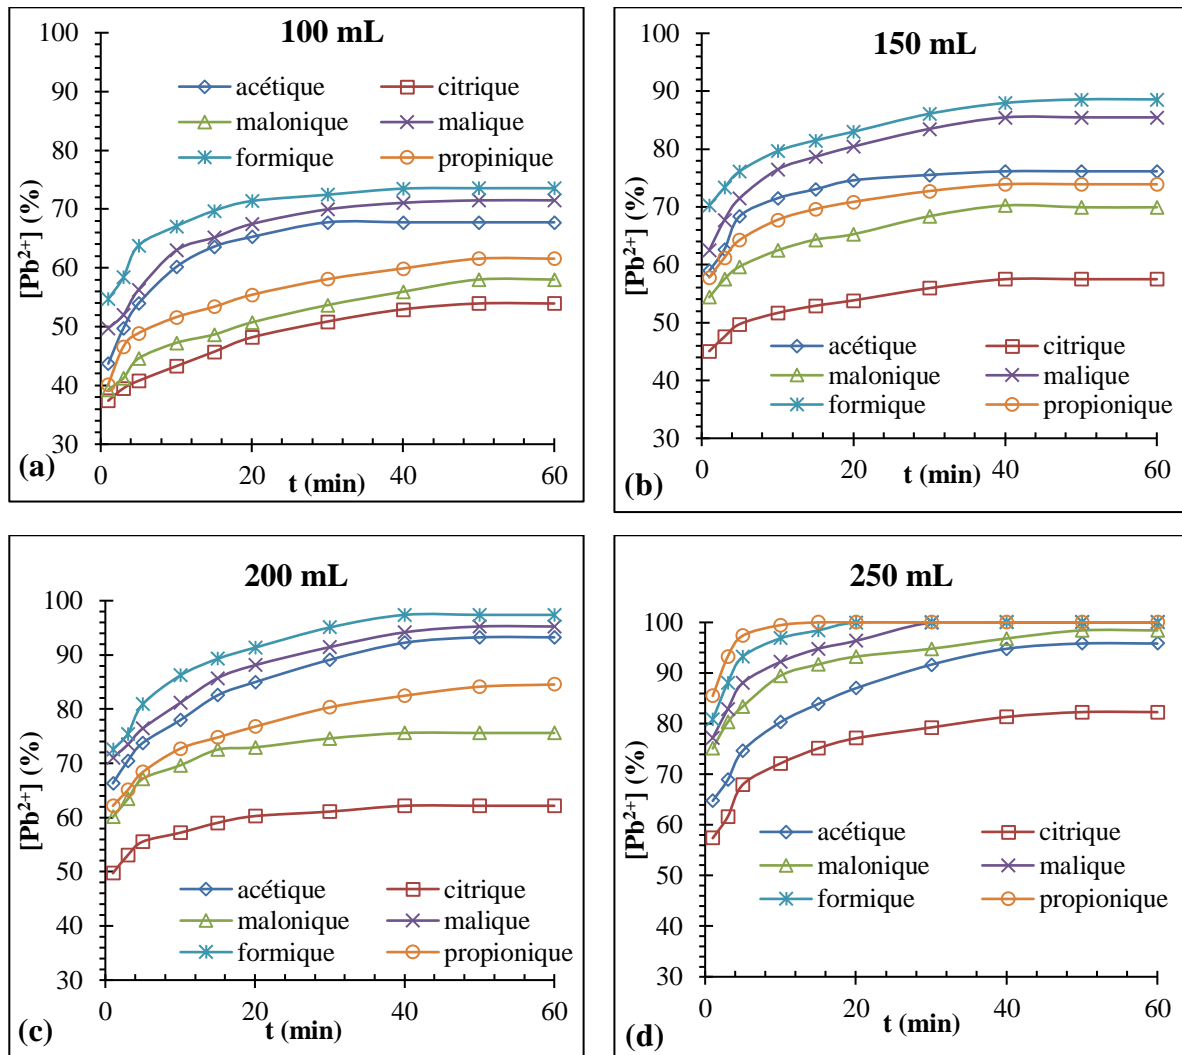 100 mL
100
90
80
70
60
50
40
30
[Pb²⁺] (%)
acétique
citrique
malonique
malique
formique
propinique
0
20
40
60
t (min)
(a)
150 mL
100
90
80
70
60
50
40
30
[Pb²⁺] (%)
acétique
citrique
malonique
malique
formique
propionique
0
20
40
60
t (min)
(b)
200 mL
100
90
80
70
60
50
40
30
[Pb²⁺] (%)
acétique
citrique
malonique
malique
formique
propionique
0
20
40
60
t (min)
(c)
250 mL
100
90
80
70
60
50
40
30
[Pb²⁺] (%)
acétique
citrique
malonique
malique
formique
propionique
0
20
40
60
t (min)
(d)